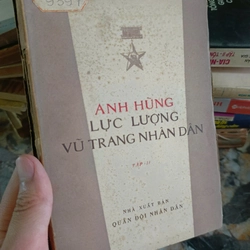 ANH HÙNG
LỰC LƯỢNG
VŨ TRANG NHÂN DÂN
NHÀ XUẤT BẢN
QUÂN ĐỘI NHÂN DÂN